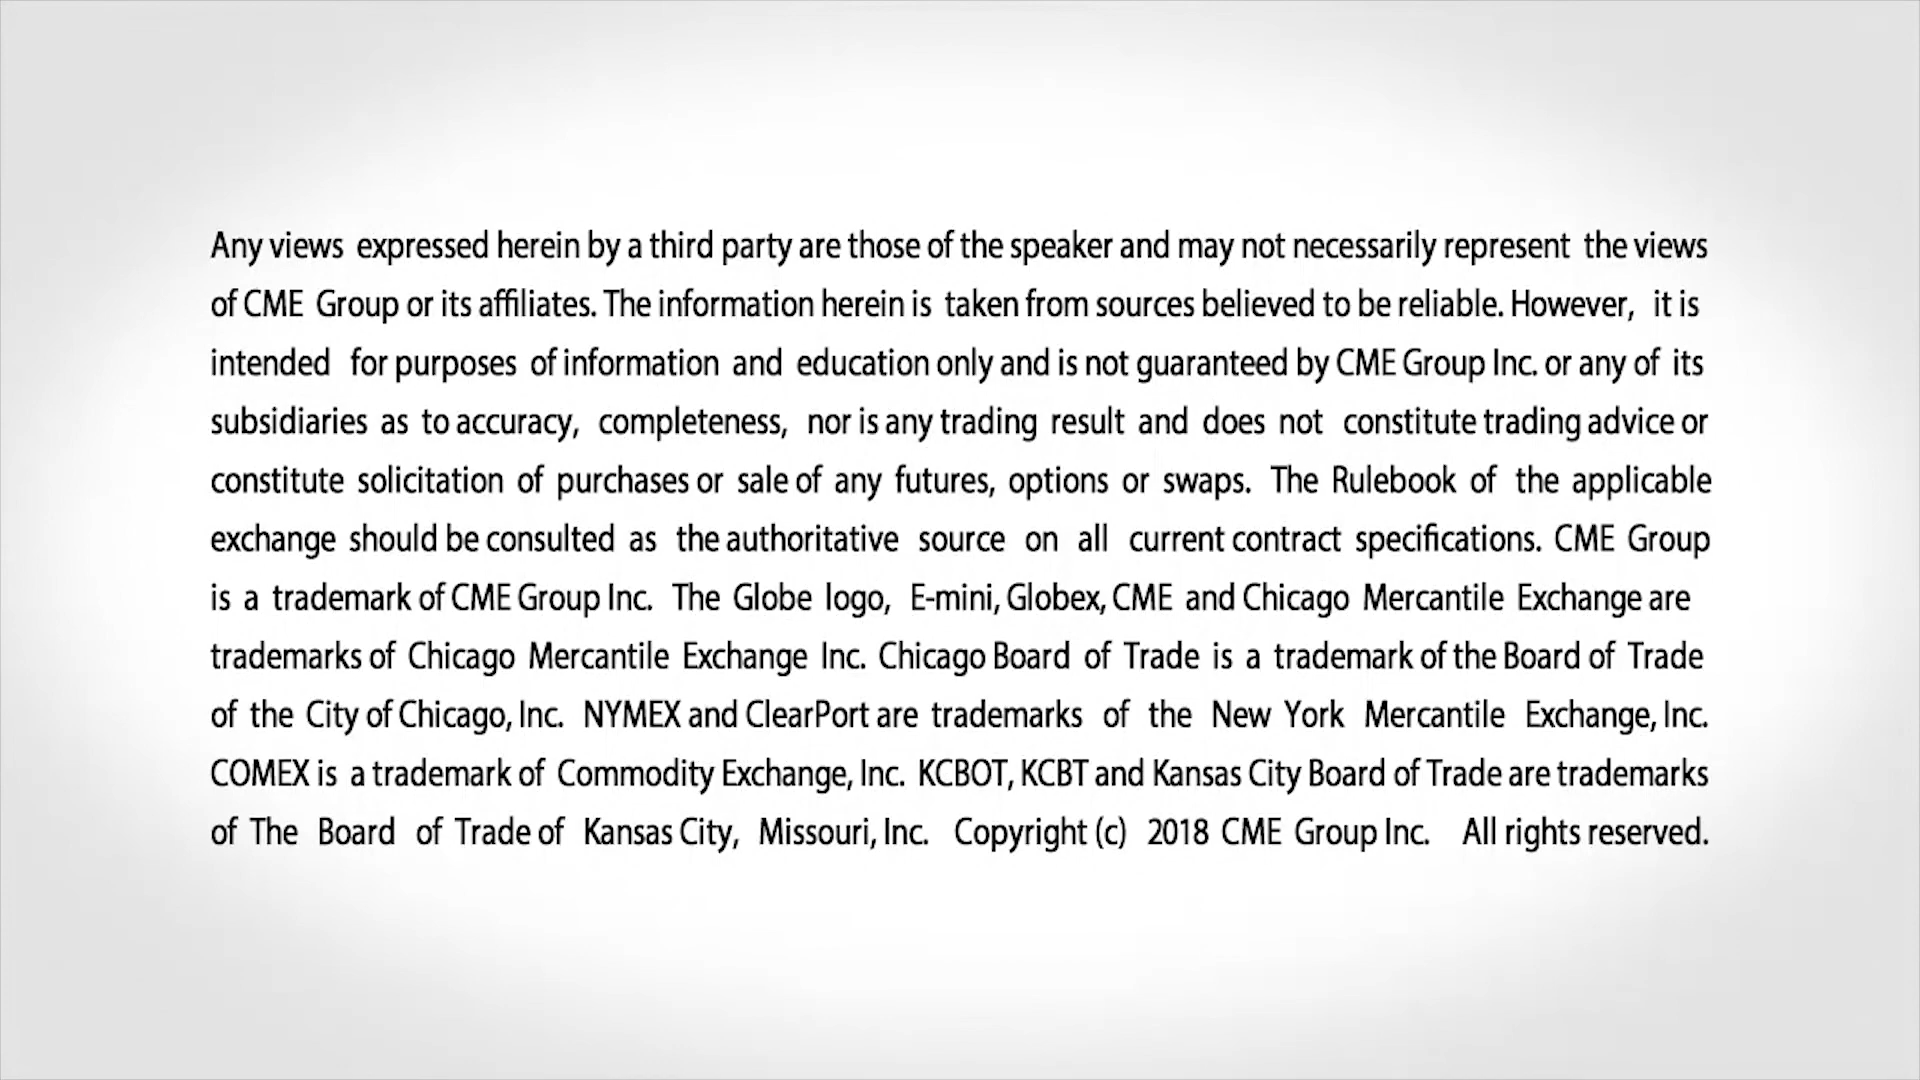 Any views expressed herein by a third party are those of the speaker and may not necessarily represent the views
of CME Group or its affiliates. The information herein is taken from sources believed to be reliable. However, it is
intended for purposes of information and education only and is not guaranteed by CME Group Inc. or any of its
subsidiaries as to accuracy, completeness, nor is any trading result and does not constitute trading advice or
constitute solicitation of purchases or sale of any futures, options or swaps. The Rulebook of the applicable
exchange should be consulted as the authoritative source on all current contract specifications. CME Group
is a trademark of CME Group Inc. The Globe logo, E-mini, Globex, CME and Chicago Mercantile Exchange are
trademarks of Chicago Mercantile Exchange Inc. Chicago Board of Trade is a trademark of the Board of Trade
of the City of Chicago, Inc. NYMEX and ClearPort are trademarks of the New York Mercantile Exchange, Inc.
COMEX is a trademark of Commodity Exchange, Inc. KCBOT, KCBT and Kansas City Board of Trade are trademarks
of The Board of Trade of Kansas City, Missouri, Inc. Copyright (c) 2018 CME Group Inc. All rights reserved.